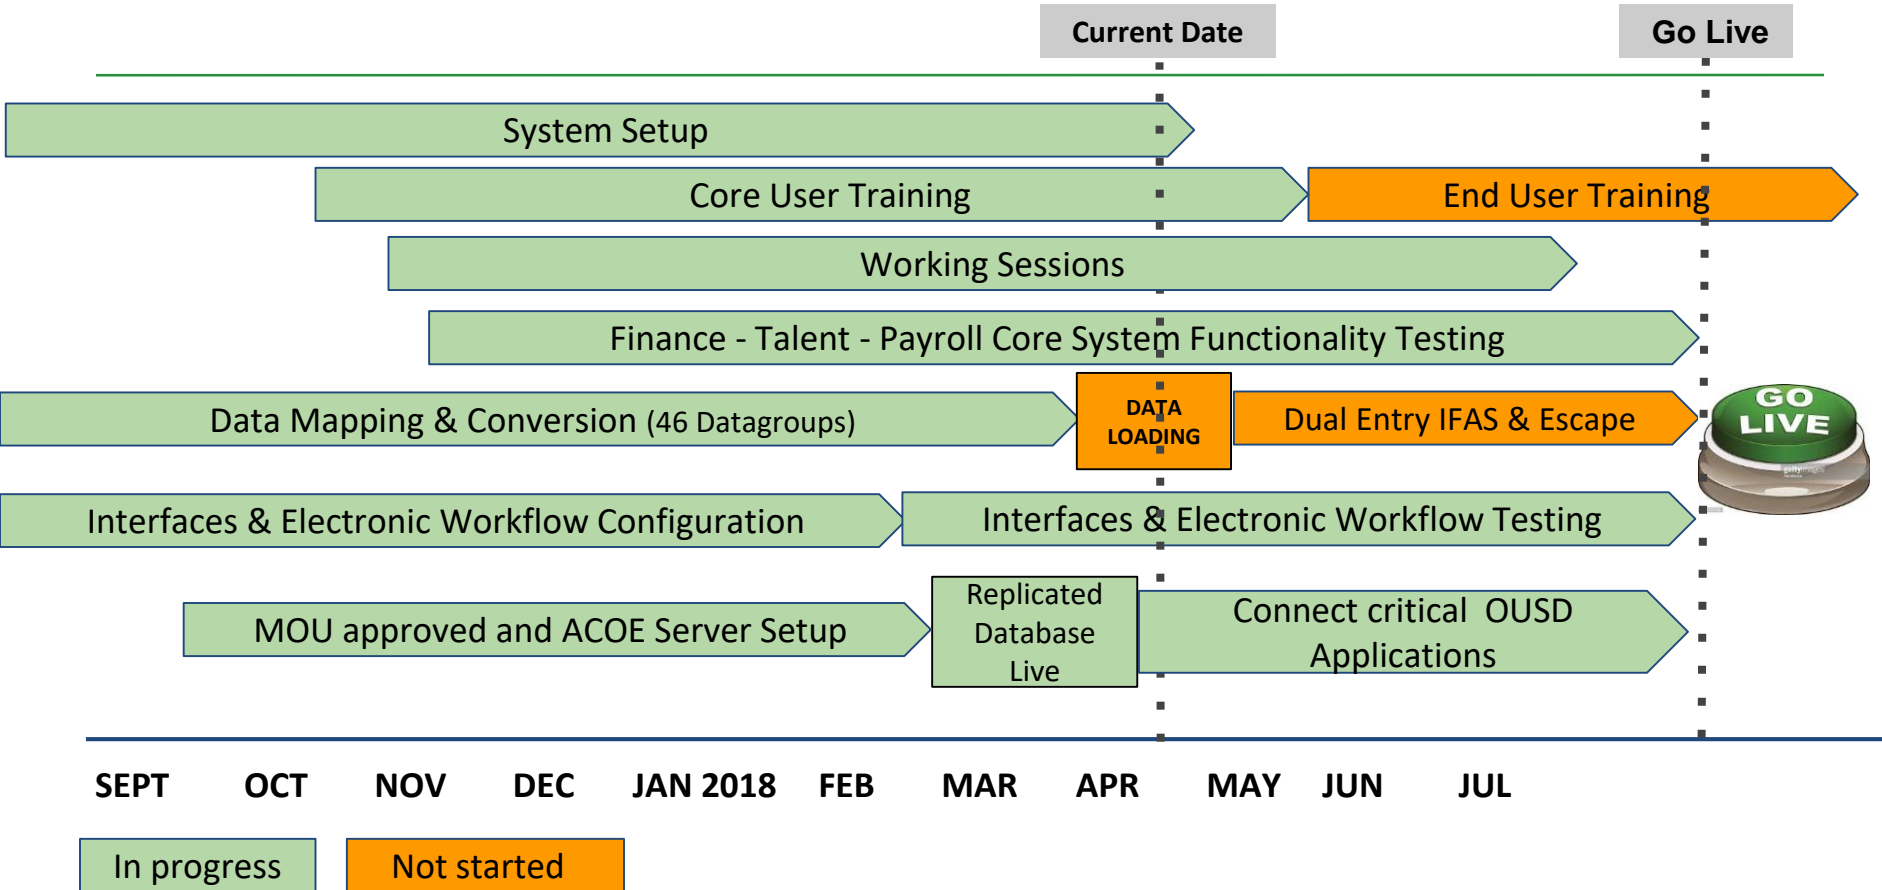 Current Date
Go Live
System Setup
Core User Training
End User Training
Working Sessions
Finance - Talent - Payroll Core System Functionality Testing
Data Mapping & Conversion (46 Datagroups)
DATA
LOADING
Dual Entry IFAS & Escape
GO
LIVE
gettyimages
Interfaces & Electronic Workflow Configuration
Interfaces & Electronic Workflow Testing
MOU approved and ACOE Server Setup
Replicated
Database
Live
Connect critical OUSD
Applications
SEPT OCT NOV DEC JAN 2018 FEB MAR APR MAY JUN JUL
In progress
Not started